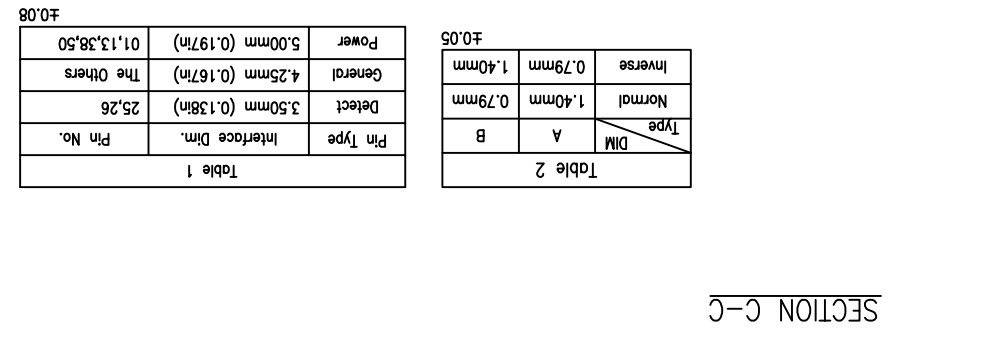 SECTION C-C
Table 2
DIM A B
Type
Normal 1.40mm 0.79mm
Inverse 0.79mm 1.40mm
±0.05
Table 1
Pin Type Interface Dim. Pin No.
Detect 3.50mm (0.138in) 25,26
General 4.25mm (0.167in) The Others
Power 5.00mm (0.197in) 01,13,38,50
±0.08